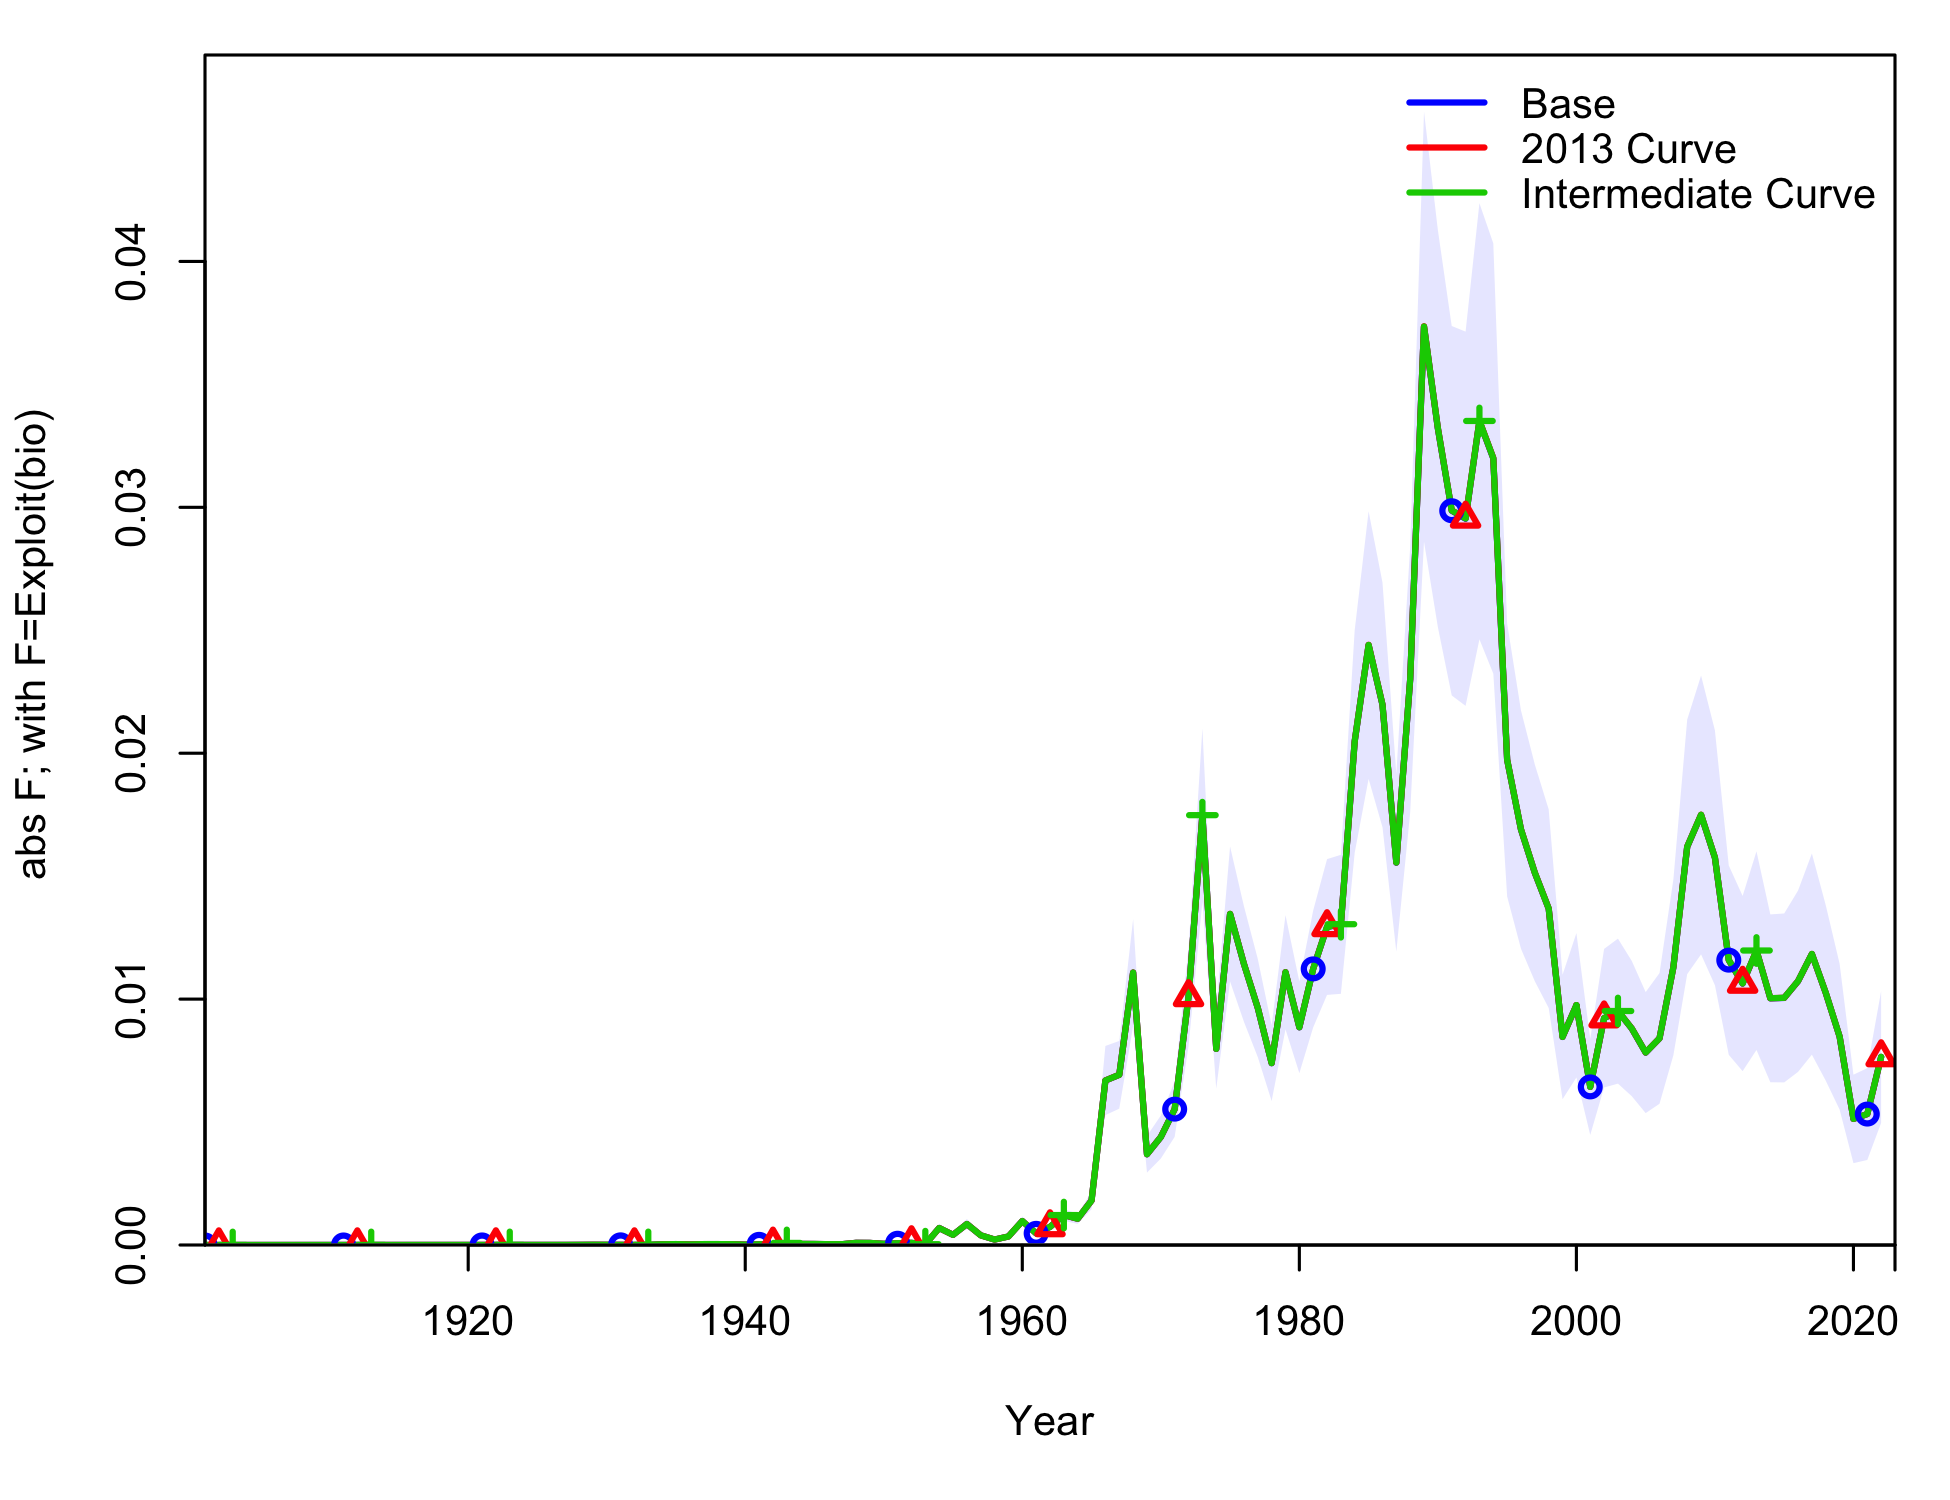 Base
2013 Curve
Intermediate Curve
abs F; with F=Exploit(bio)
0.04
0.03
0.02
0.01
0.00
1920 1940 1960 1980 2000 2020
Year